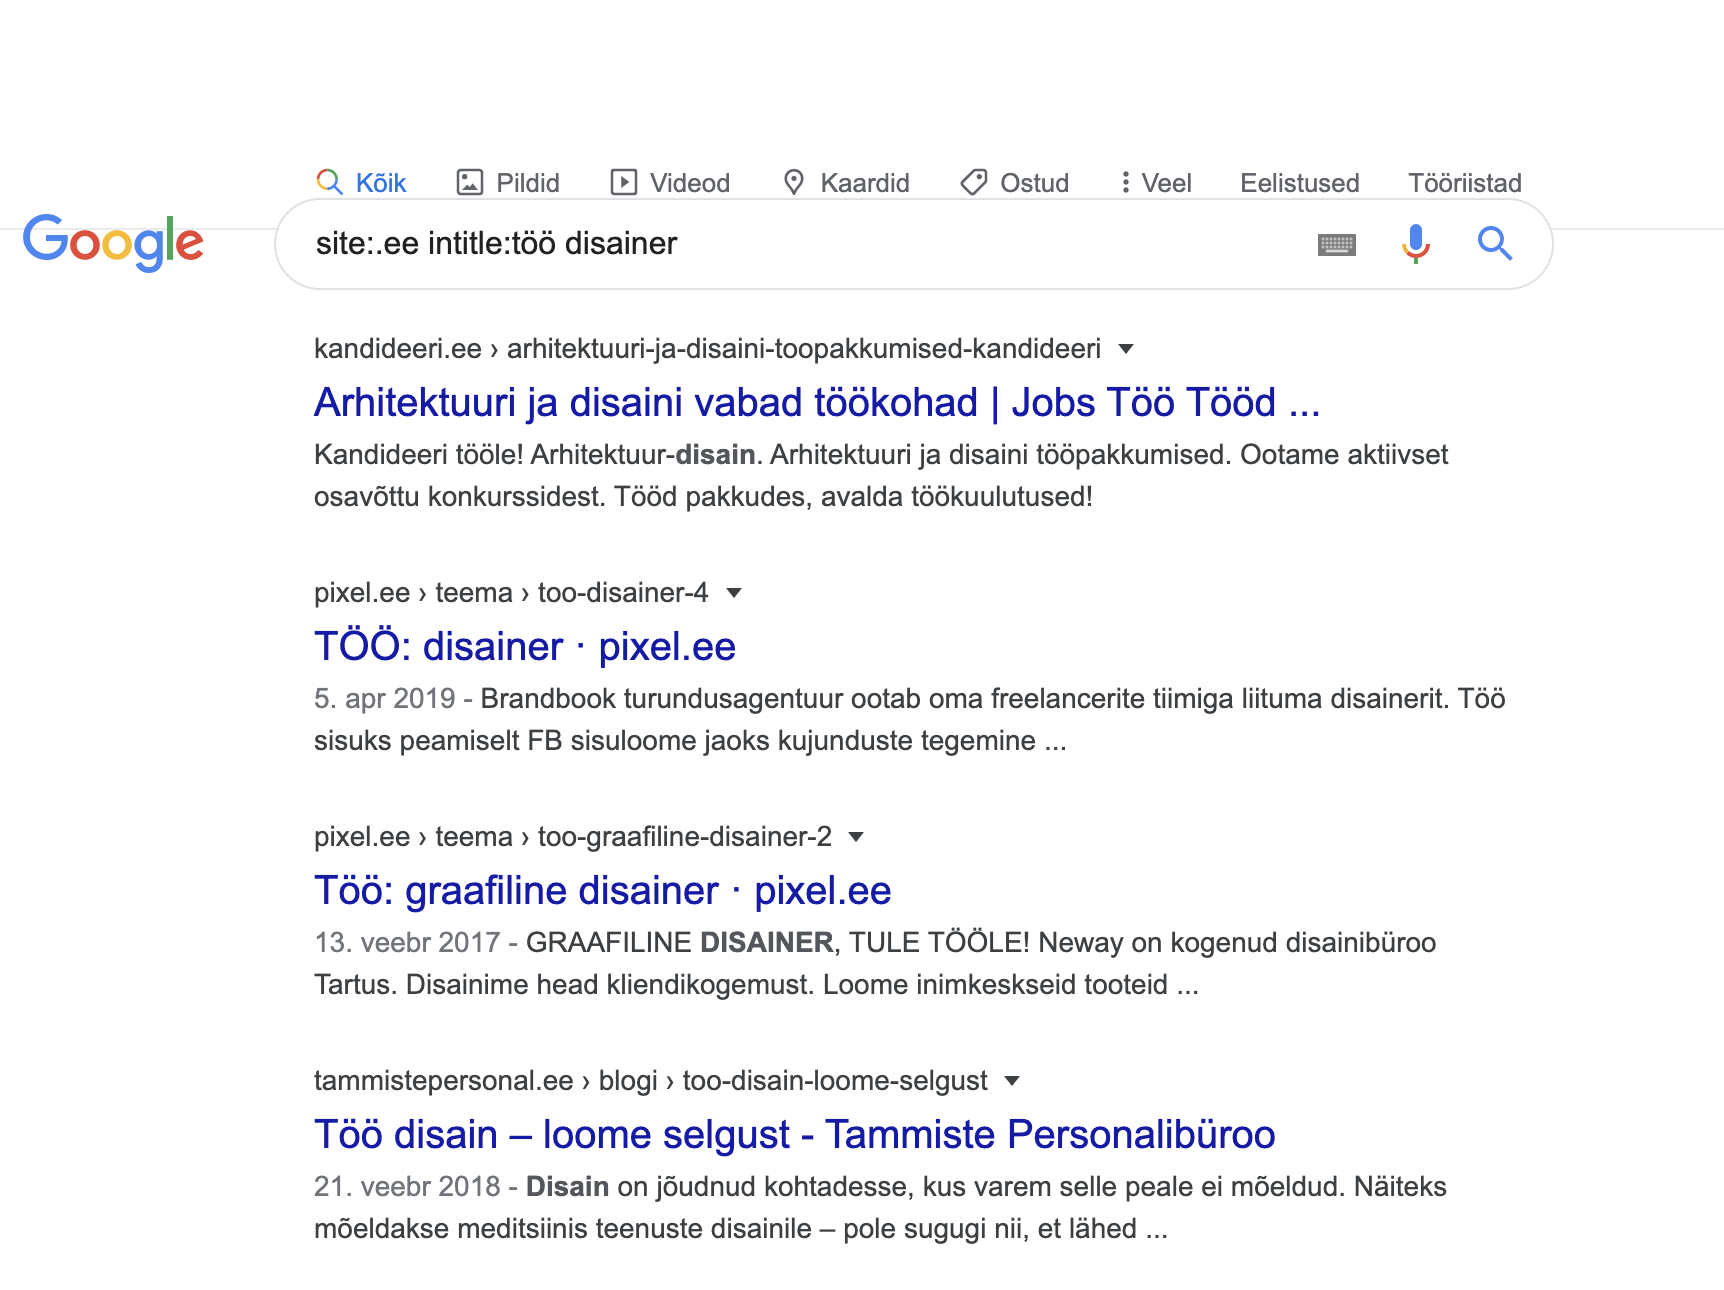 Kõik Pildid Videod Kaardid Ostud Veel Eelistused Tööriistad
Google site:.ee intitle:töö disainer
kandideeri.ee › arhitektuuri-ja-disaini-toopakkumised-kandideeri
Arhitektuuri ja disaini vabad töökohad | Jobs Töö Tööd ...
Kandideeri tööle! Arhitektuur-disain. Arhitektuuri ja disaini tööpakkumised. Ootame aktiivset
osavõttu konkurssidest. Tööd pakkudes, avalda töökuulutused!
pixel.ee › teema › too-disainer-4
TÖÖ: disainer · pixel.ee
5. apr 2019 - Brandbook turundusagentuur ootab oma freelancerite tiimiga liituma disainerit. Töö
sisuks peamiselt FB sisuloome jaoks kujunduste tegemine ...
pixel.ee › teema › too-graafiline-disainer-2
Töö: graafiline disainer · pixel.ee
13. veebr 2017 - GRAAFILINE DISAINER, TULE TÖÖLE! Neway on kogenud disainibüroo
Tartus. Disainime head kliendikogemust. Loome inimkeskseid tooteid ...
tammistepersonal.ee › blogi › too-disain-loome-selgust
Töö disain – loome selgust - Tammiste Personalibüroo
21. veebr 2018 - Disain on jõudnud kohtadesse, kus varem selle peale ei mõeldud. Näiteks
mõeldakse meditsiinis teenuste disainile – pole sugugi nii, et lähed ...